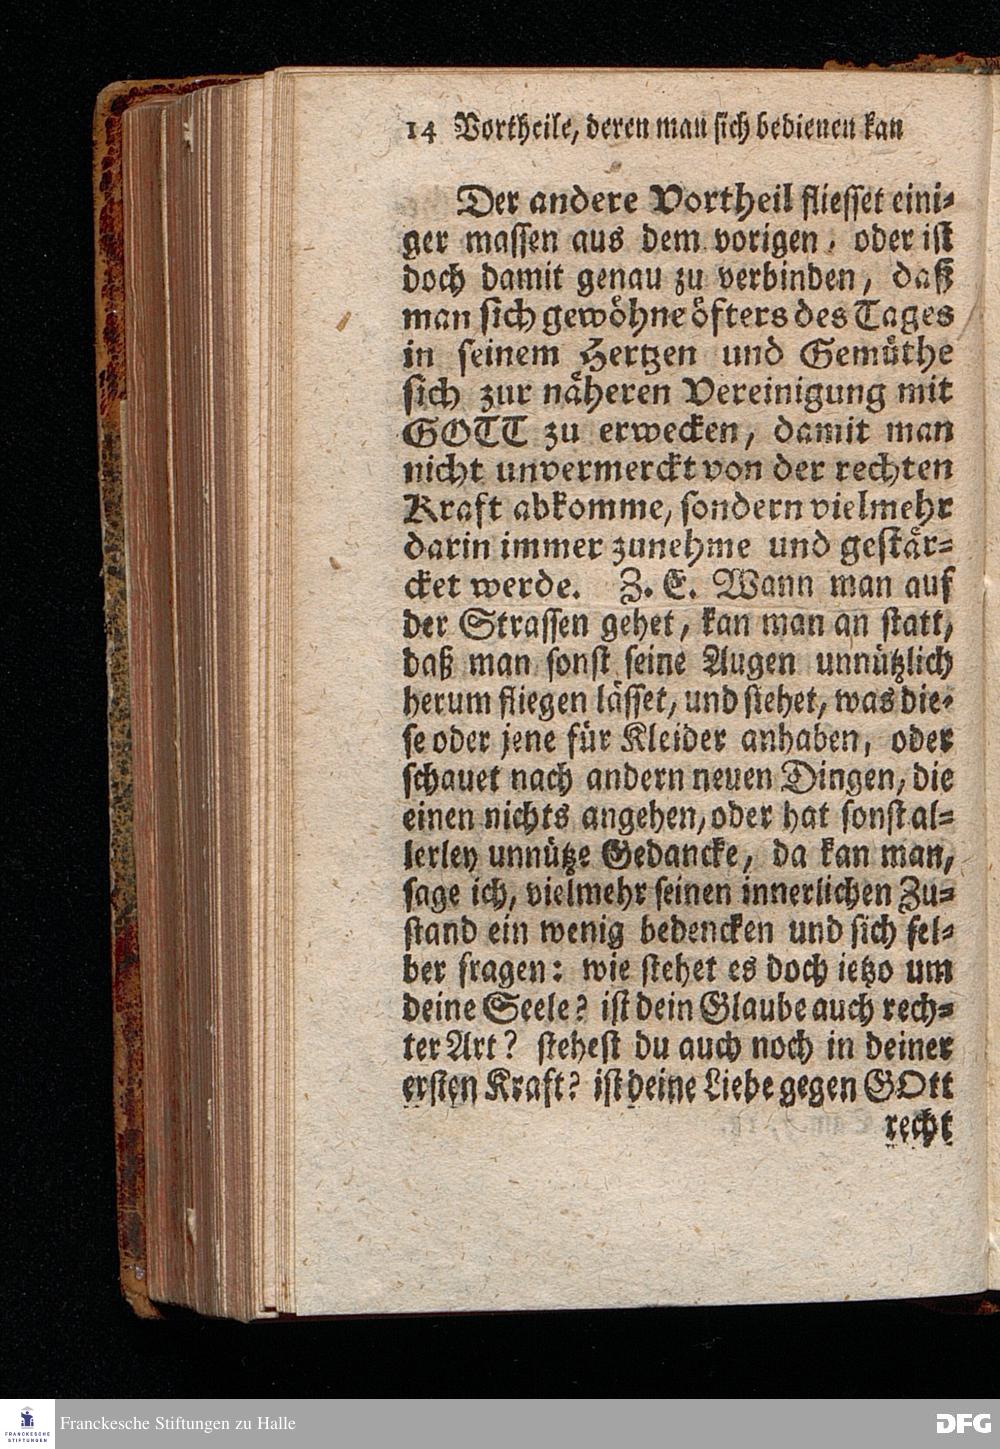 14 Vortheile, deren man sich bedienen kan
Der andere Vortheil fliesset eini-
ger massen aus dem vorigen, oder ist
doch damit genau zu verbinden, daß
man sich gewöhne öfters des Tages
in seinem Hertzen und Gemüthe
sich zur näheren Vereinigung mit
GOTT zu erwecken, damit man
nicht unvermerckt von der rechten
Kraft abkomme, sondern vielmehr
darin immer zunehme und gestär-
cket werde. Z. E. Wann man auf
der Strassen gehet, kan man an statt,
daß man sonst seine Augen unnützlich
herum fliegen lässet, und siehet, was die-
se oder jene für Kleider anhaben, oder
schauet nach andern neuen Dingen, die
einen nichts angehen, oder hat sonst al-
lerley unnütze Gedancke, da kan man,
sage ich, vielmehr seinen innerlichen Zu-
stand ein wenig bedencken und sich sel-
ber fragen: wie stehet es doch ietzo um
deine Seele? ist dein Glaube auch rech-
ter Art? stehest du auch noch in deiner
ersten Kraft? ist deine Liebe gegen GOtt
recht
FRANCKESCHE
STIFTUNGEN
Franckesche Stiftungen zu Halle
DFG